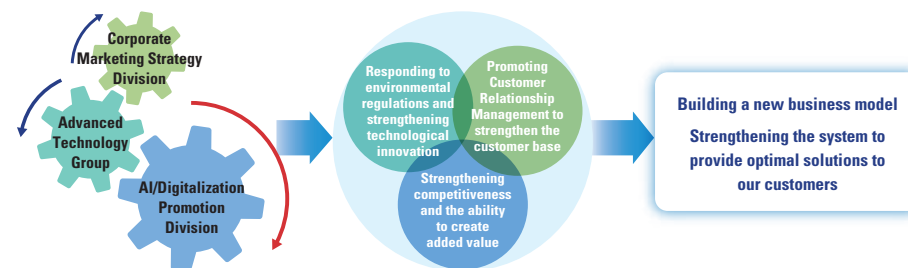 Corporate
Marketing Strategy
Division
Advanced
Technology
Group
AI/Digitalization
Promotion
Division
Responding to
environmental
regulations and
strengthening
technological
innovation
Promoting
Customer
Relationship
Management to
strengthen the
customer base
Strengthening
competitiveness
and the ability
to create
added value
Building a new business model
Strengthening the system to
provide optimal solutions to
our customers